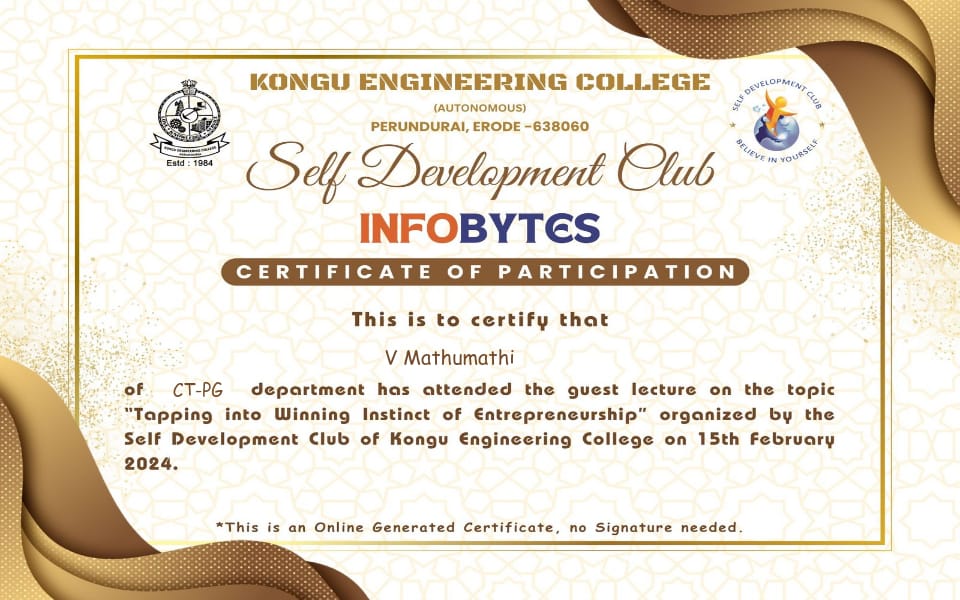 KONGU ENGINEERING COLLEGE
(AUTONOMOUS)
PERUNDURAI, ERODE -638060
KONGU ENGINEERING COLLEGE
Estd : 1984
SELF DEVELOPMENT CLUB
BELIEVE IN YOURSELF
Self Development Club
INFOBYTES
CERTIFICATE OF PARTICIPATION
This is to certify that
V Mathumathi
of CT-PG department has attended the guest lecture on the topic
"Tapping into Winning Instinct of Entrepreneurship" organized by the
Self Development Club of Kongu Engineering College on 15th February
2024.
*This is an Online Generated Certificate, no Signature needed.